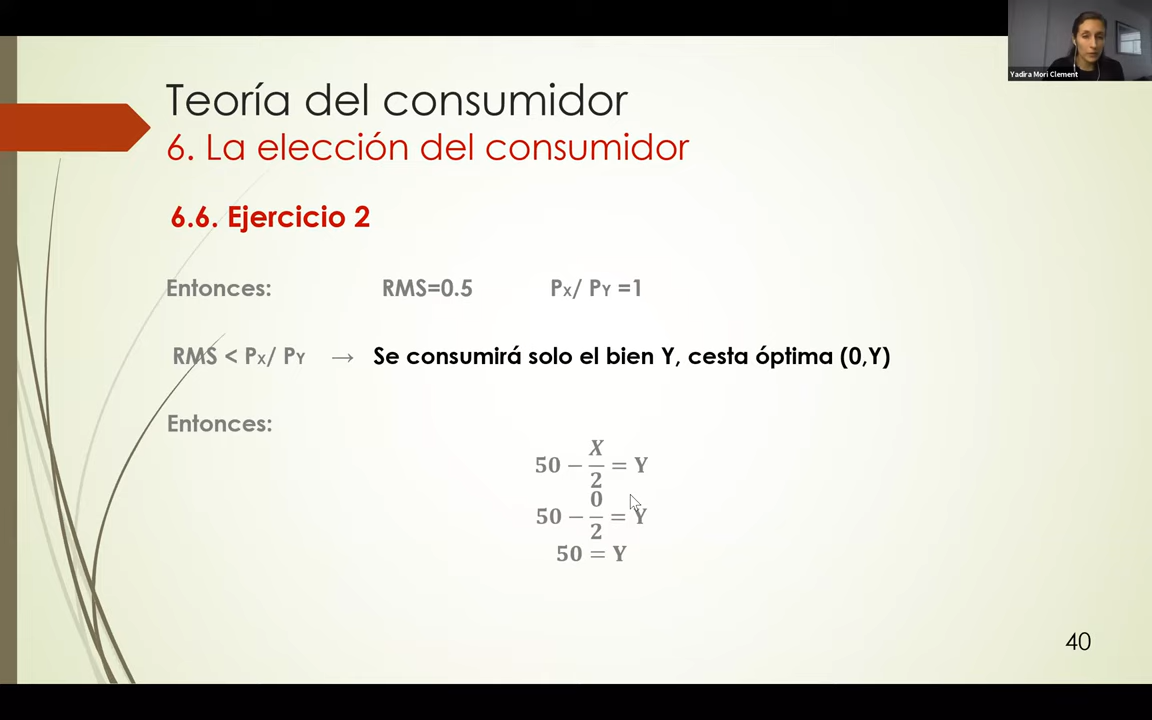 Yadira Mori Clement
Teoría del consumidor
6. La elección del consumidor
6.6. Ejercicio 2
Entonces: RMS=0.5 PX/ PY =1
RMS < PX/ PY → Se consumirá solo el bien Y, cesta óptima (0,Y)
Entonces:
50 − X/2 = Y
50 − 0/2 = Y
50 = Y
40